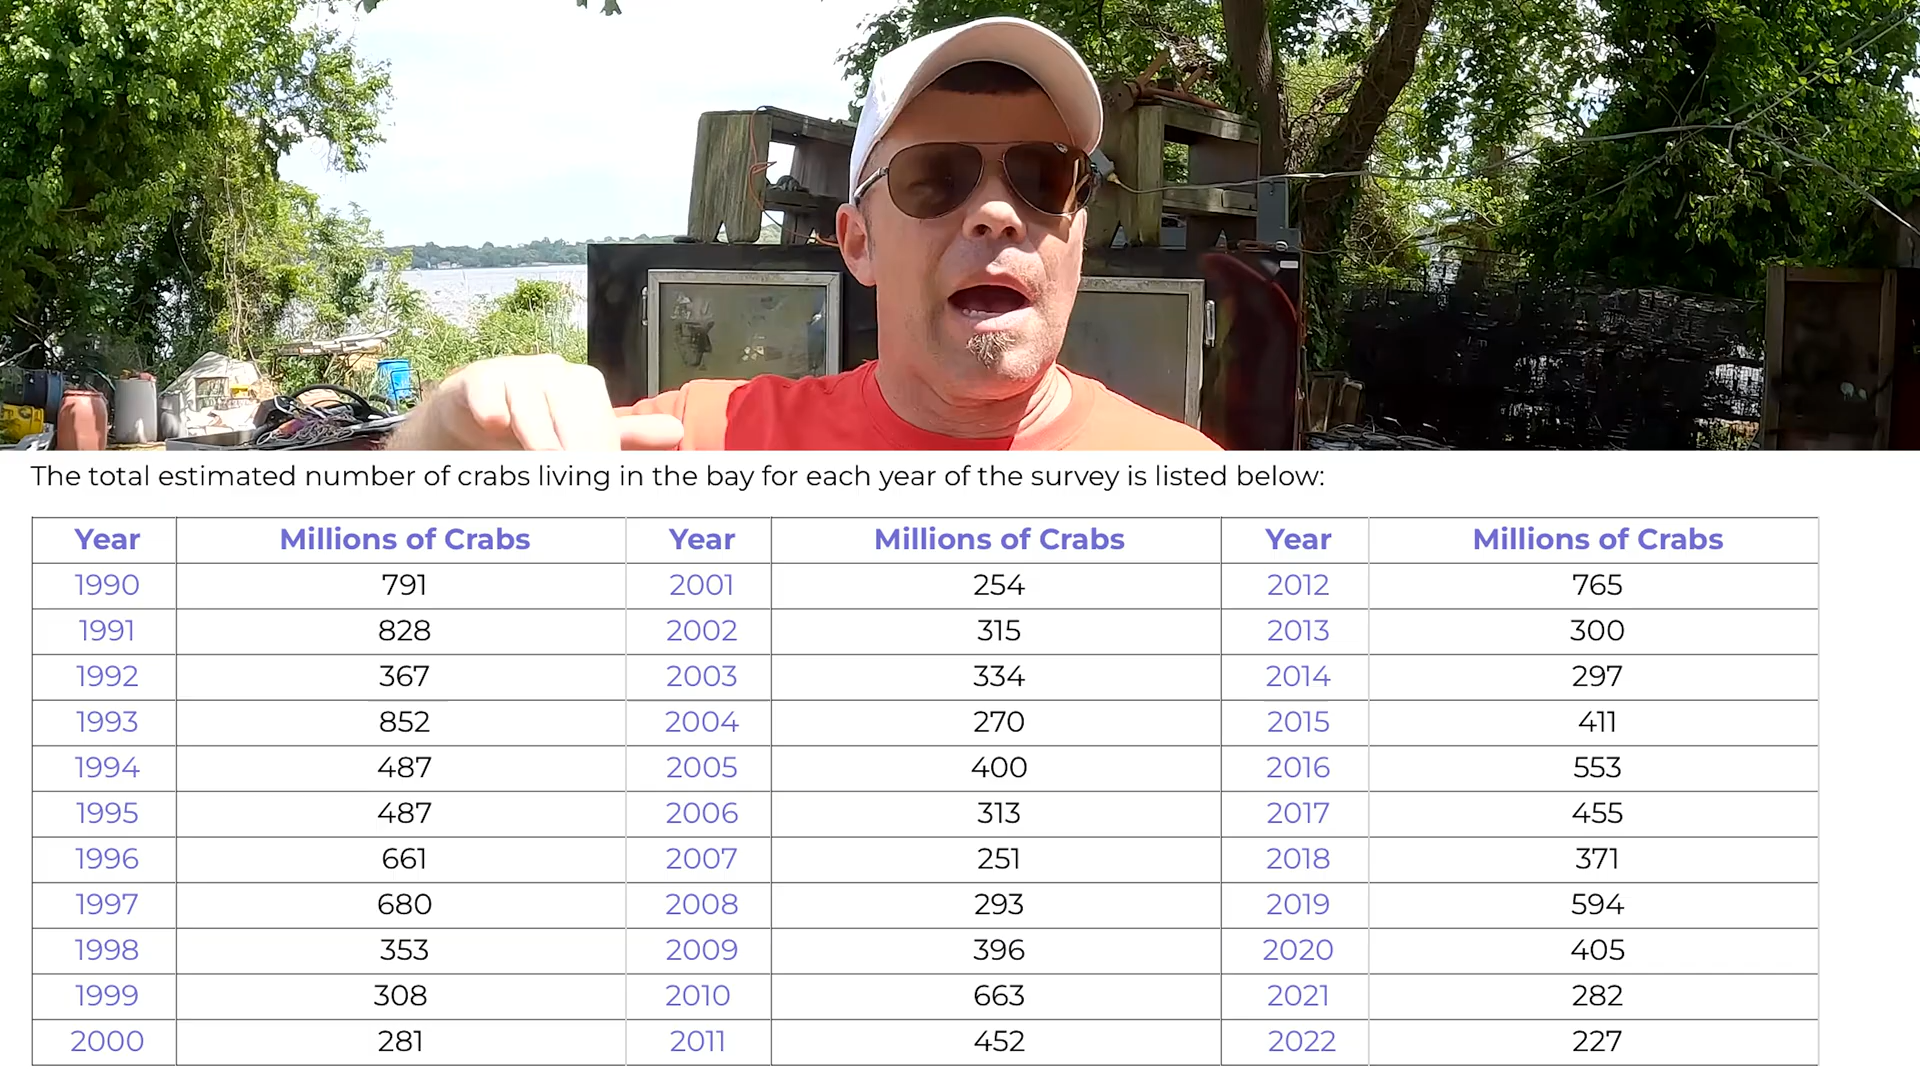 The total estimated number of crabs living in the bay for each year of the survey is listed below:
Year Millions of Crabs Year Millions of Crabs Year Millions of Crabs
1990 791 2001 254 2012 765
1991 828 2002 315 2013 300
1992 367 2003 334 2014 297
1993 852 2004 270 2015 411
1994 487 2005 400 2016 553
1995 487 2006 313 2017 455
1996 661 2007 251 2018 371
1997 680 2008 293 2019 594
1998 353 2009 396 2020 405
1999 308 2010 663 2021 282
2000 281 2011 452 2022 227